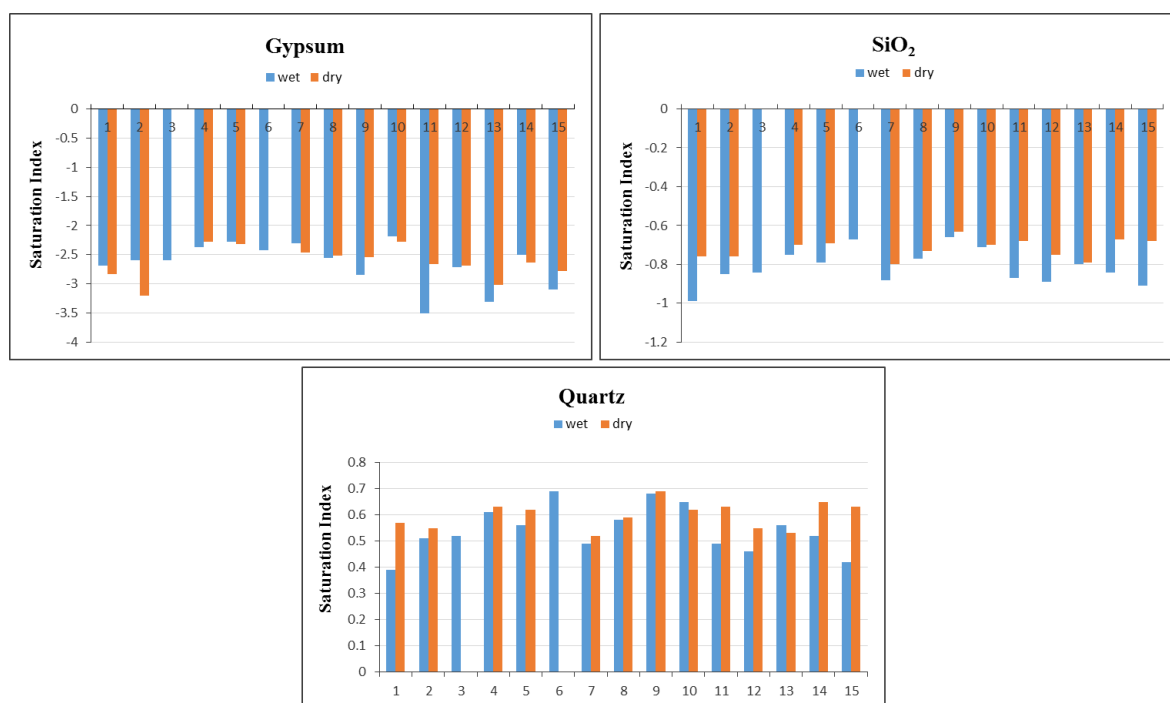 Gypsum
wet dry
Saturation Index
0
-0.5
-1
-1.5
-2
-2.5
-3
-3.5
-4
1 2 3 4 5 6 7 8 9 10 11 12 13 14 15
SiO₂
wet dry
Saturation Index
0
-0.2
-0.4
-0.6
-0.8
-1
-1.2
1 2 3 4 5 6 7 8 9 10 11 12 13 14 15
Quartz
wet dry
Saturation Index
0.8
0.7
0.6
0.5
0.4
0.3
0.2
0.1
0
1 2 3 4 5 6 7 8 9 10 11 12 13 14 15